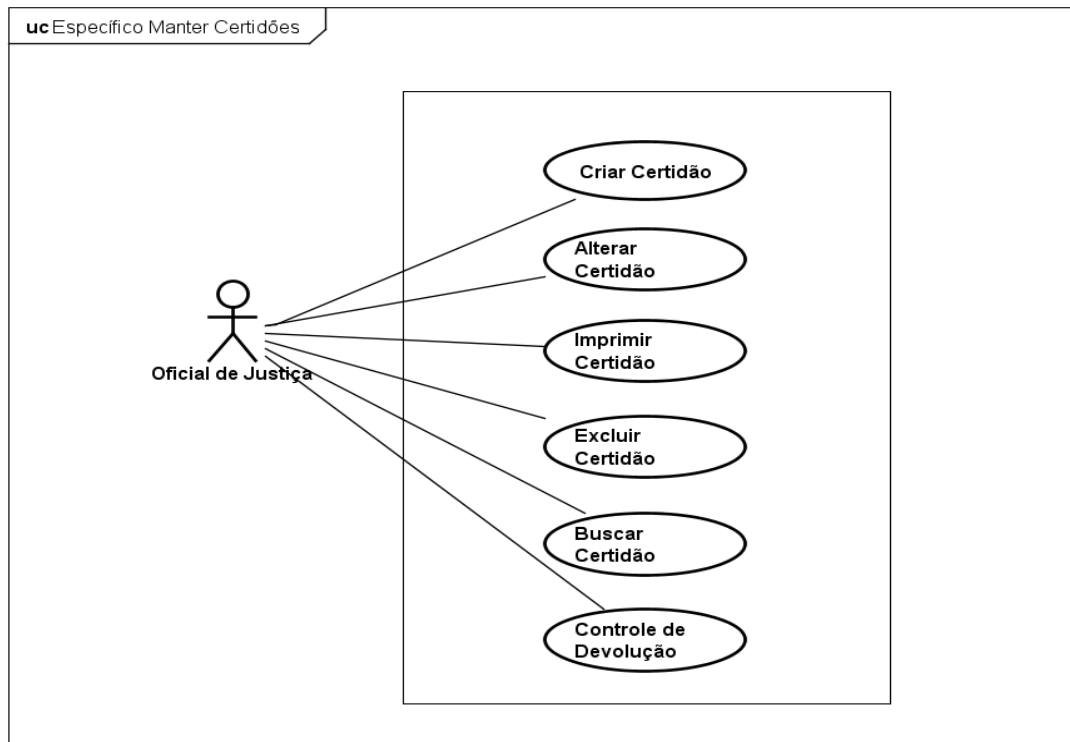 uc Específico Manter Certidões
Criar Certidão
Alterar
Certidão
Imprimir
Certidão
Oficial de Justiça
Excluir
Certidão
Buscar
Certidão
Controle de
Devolução